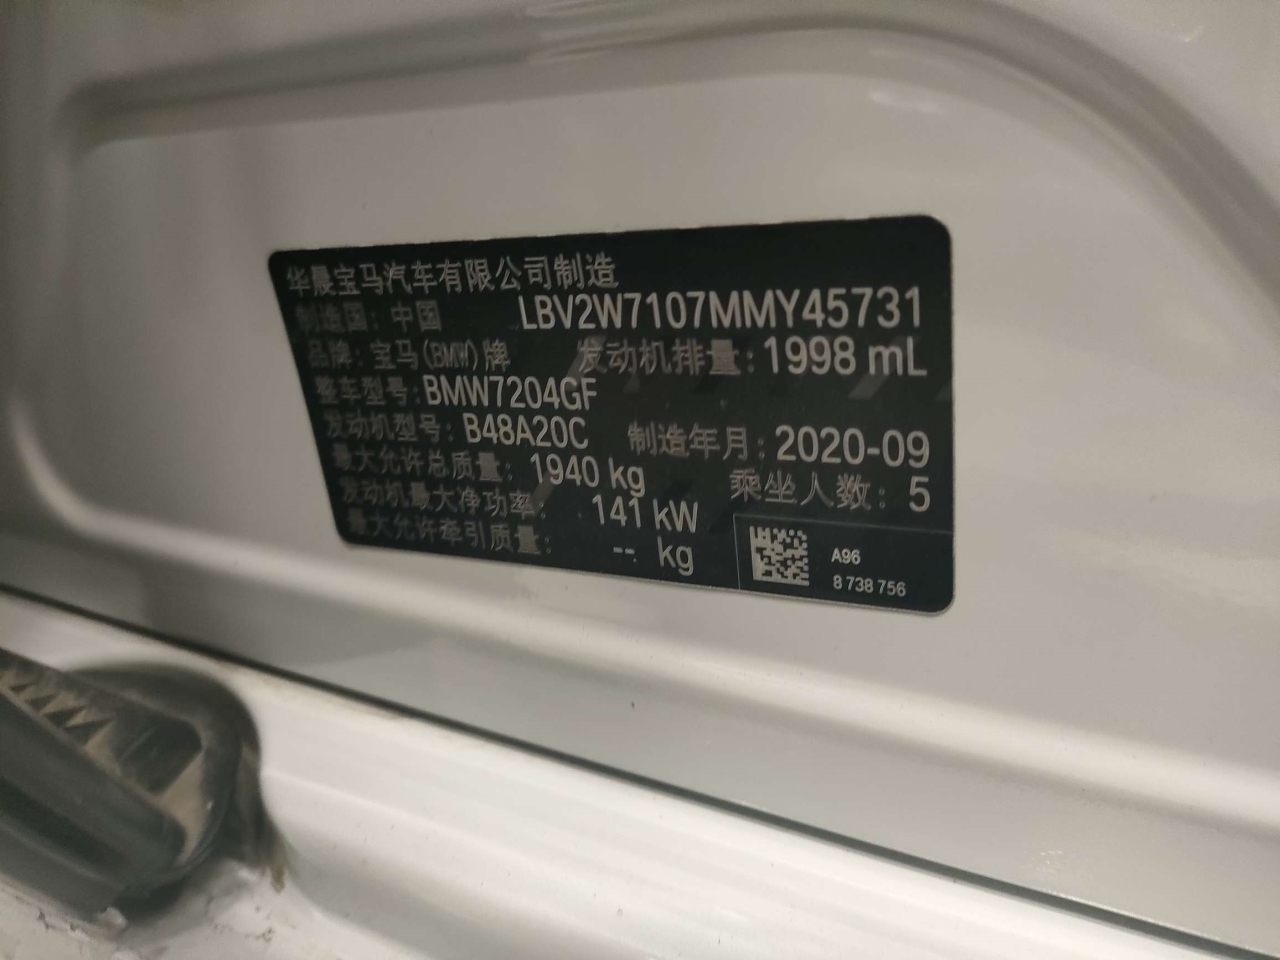 华晨宝马汽车有限公司制造
制造国: 中国 LBV2W7107MMY45731
品牌: 宝马(BMW)牌 发动机排量: 1998 mL
整车型号: BMW7204GF
发动机型号: B48A20C 制造年月: 2020-09
最大允许总质量: 1940 kg 乘坐人数: 5
发动机最大净功率: 141 kW
最大允许牵引质量: -- kg
A96
8 738 756